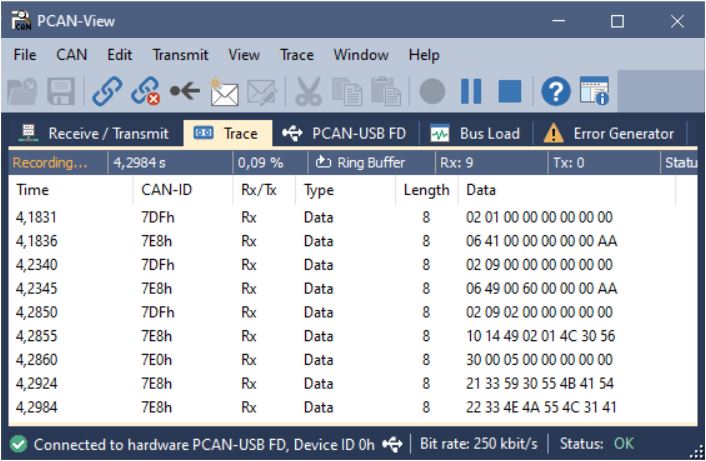 PCAN-View
File CAN Edit Transmit View Trace Window Help
Receive / Transmit Trace PCAN-USB FD Bus Load Error Generator
Recording... 4,2984 s 0,09 % Ring Buffer Rx: 9 Tx: 0 Statu
Time CAN-ID Rx/Tx Type Length Data
4,1831 7DFh Rx Data 8 02 01 00 00 00 00 00 00
4,1836 7E8h Rx Data 8 06 41 00 00 00 00 00 AA
4,2340 7DFh Rx Data 8 02 09 00 00 00 00 00 00
4,2345 7E8h Rx Data 8 06 49 00 60 00 00 00 AA
4,2850 7DFh Rx Data 8 02 09 02 00 00 00 00 00
4,2855 7E8h Rx Data 8 10 14 49 02 01 4C 30 56
4,2860 7E0h Rx Data 8 30 00 05 00 00 00 00 00
4,2924 7E8h Rx Data 8 21 33 59 30 55 4B 41 54
4,2984 7E8h Rx Data 8 22 33 4E 4A 55 4C 31 41
Connected to hardware PCAN-USB FD, Device ID 0h Bit rate: 250 kbit/s Status: OK